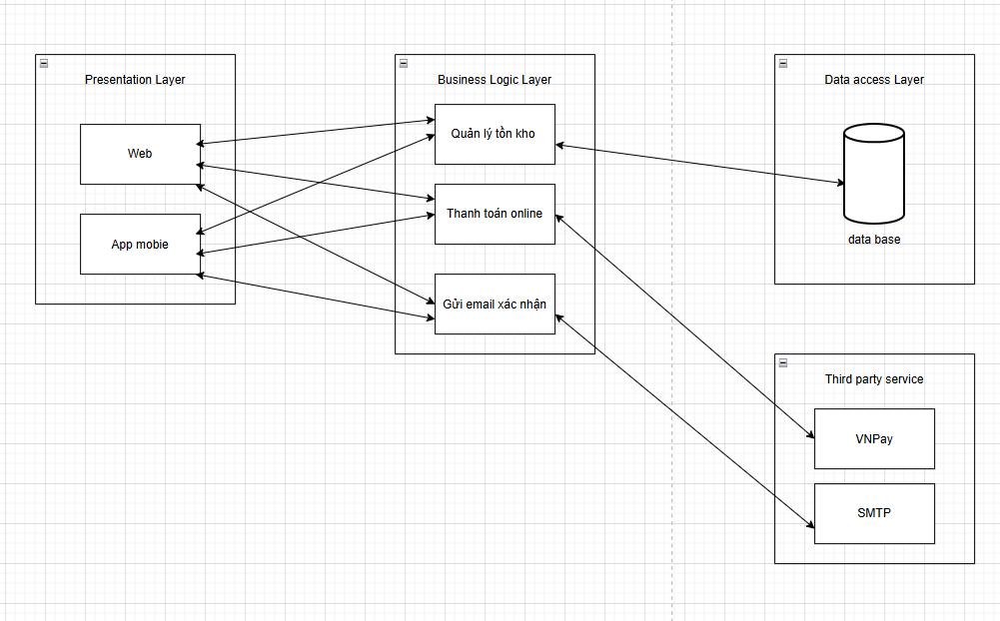 Presentation Layer
Web
App mobie
Business Logic Layer
Quản lý tồn kho
Thanh toán online
Gửi email xác nhận
Data access Layer
data base
Third party service
VNPay
SMTP